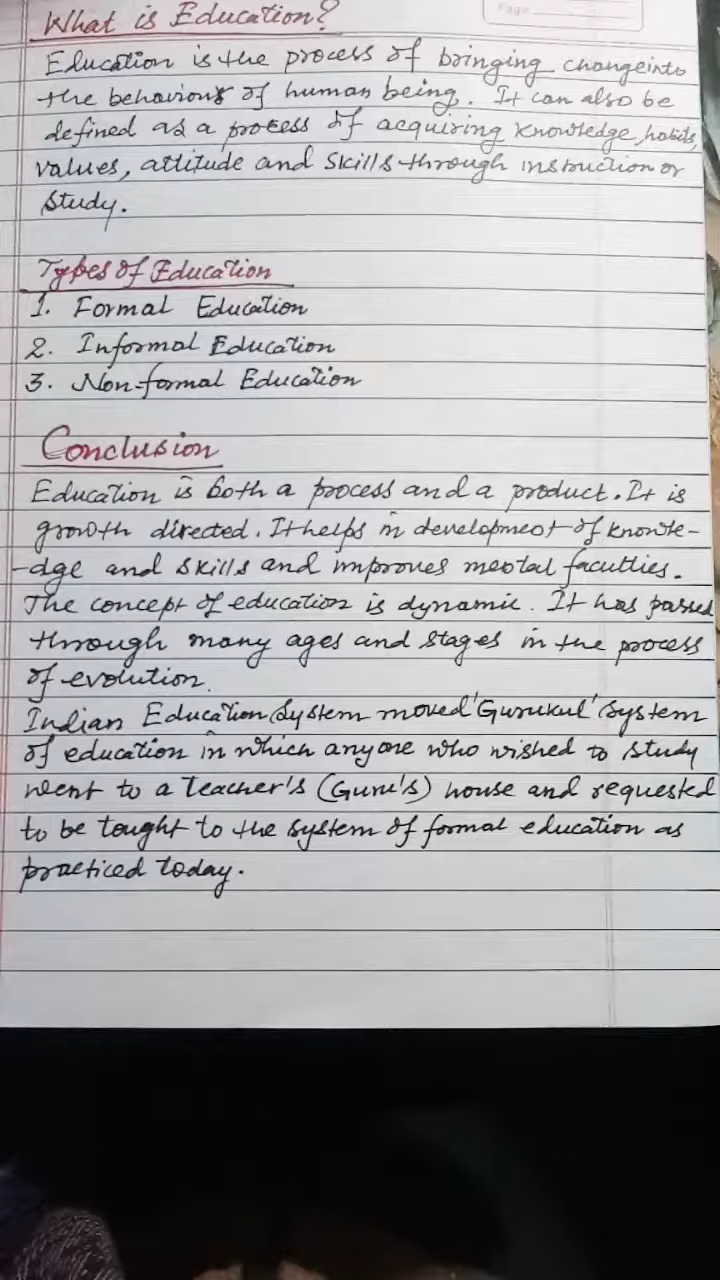 Page
What is Education?
Education is the process of bringing change into
the behaviours of human being. It can also be
defined as a process of acquiring knowledge, habits,
values, attitude and skills through instruction or
study.
Types of Education
1. Formal Education
2. Informal Education
3. Non-formal Education
Conclusion
Education is both a process and a product. It is
growth directed. It helps in development of knowle-
-dge and skills and improves mental faculties.
The concept of education is dynamic. It has passed
through many ages and stages in the process
of evolution.
Indian Education System moved 'Gurukul' System
of education in which anyone who wished to study
went to a teacher's (Guru's) house and requested
to be taught to the system of formal education as
practiced today.